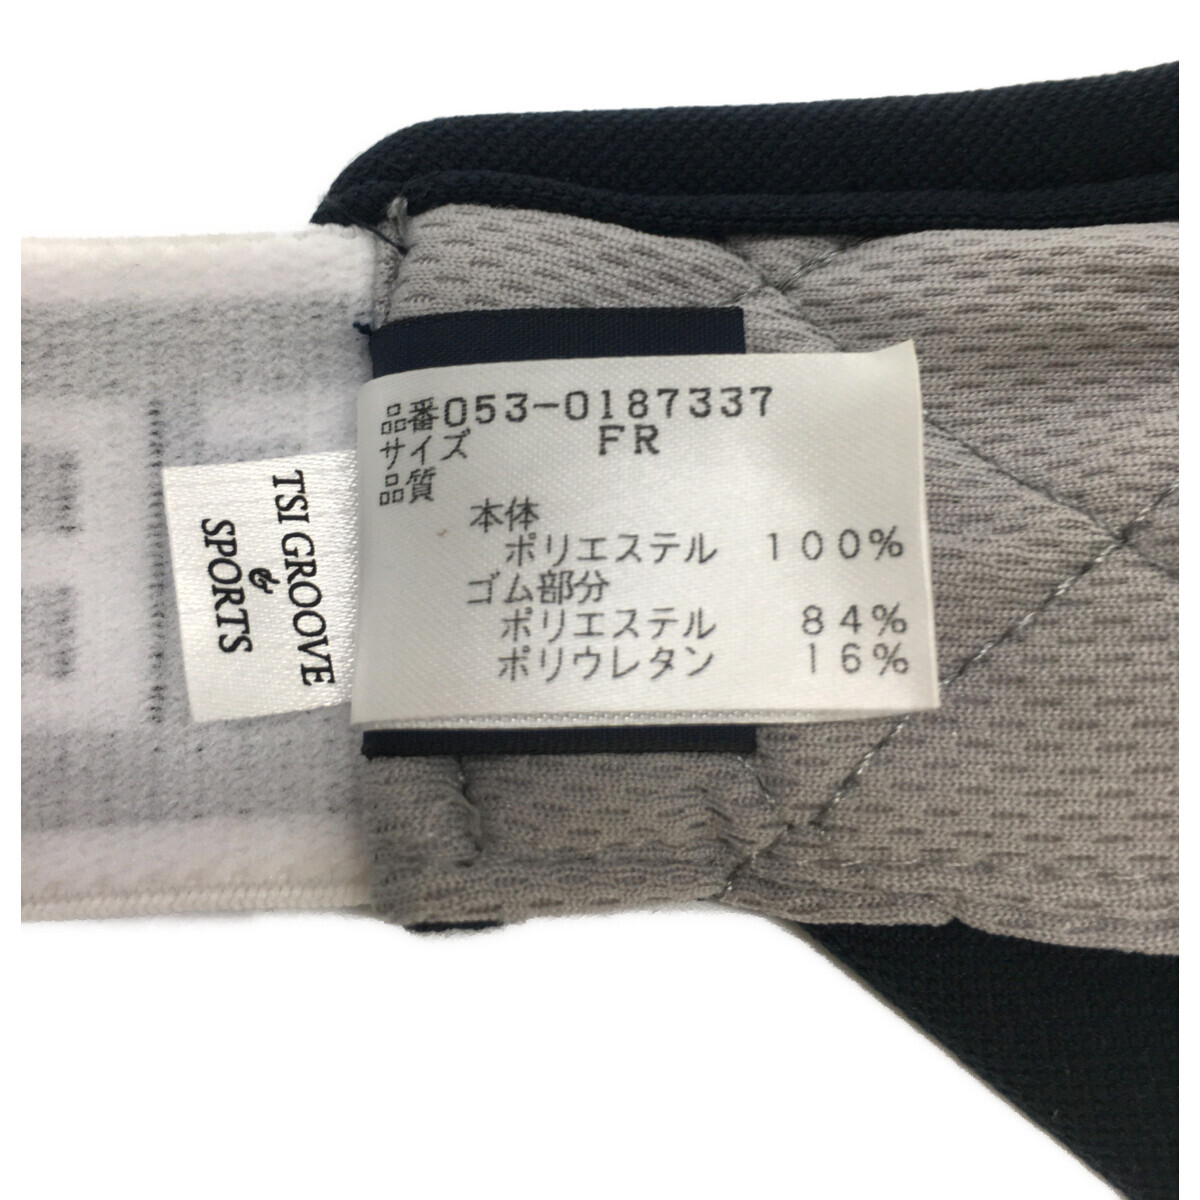 品番053-0187337
サイズ FR
品質
本体
ポリエステル 100%
ゴム部分
ポリエステル 84%
ポリウレタン 16%
TSI GROOVE
&
SPORTS